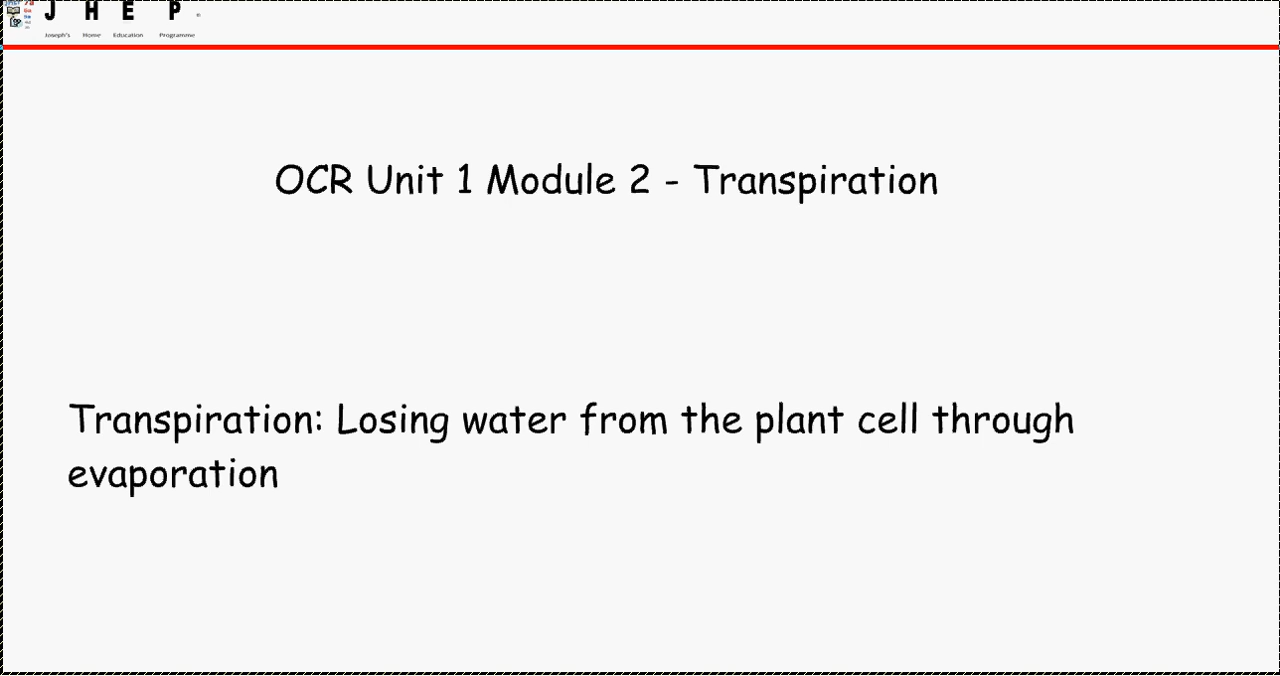 J H E P
Joseph's Home Education Programme
OCR Unit 1 Module 2 - Transpiration
Transpiration: Losing water from the plant cell through
evaporation